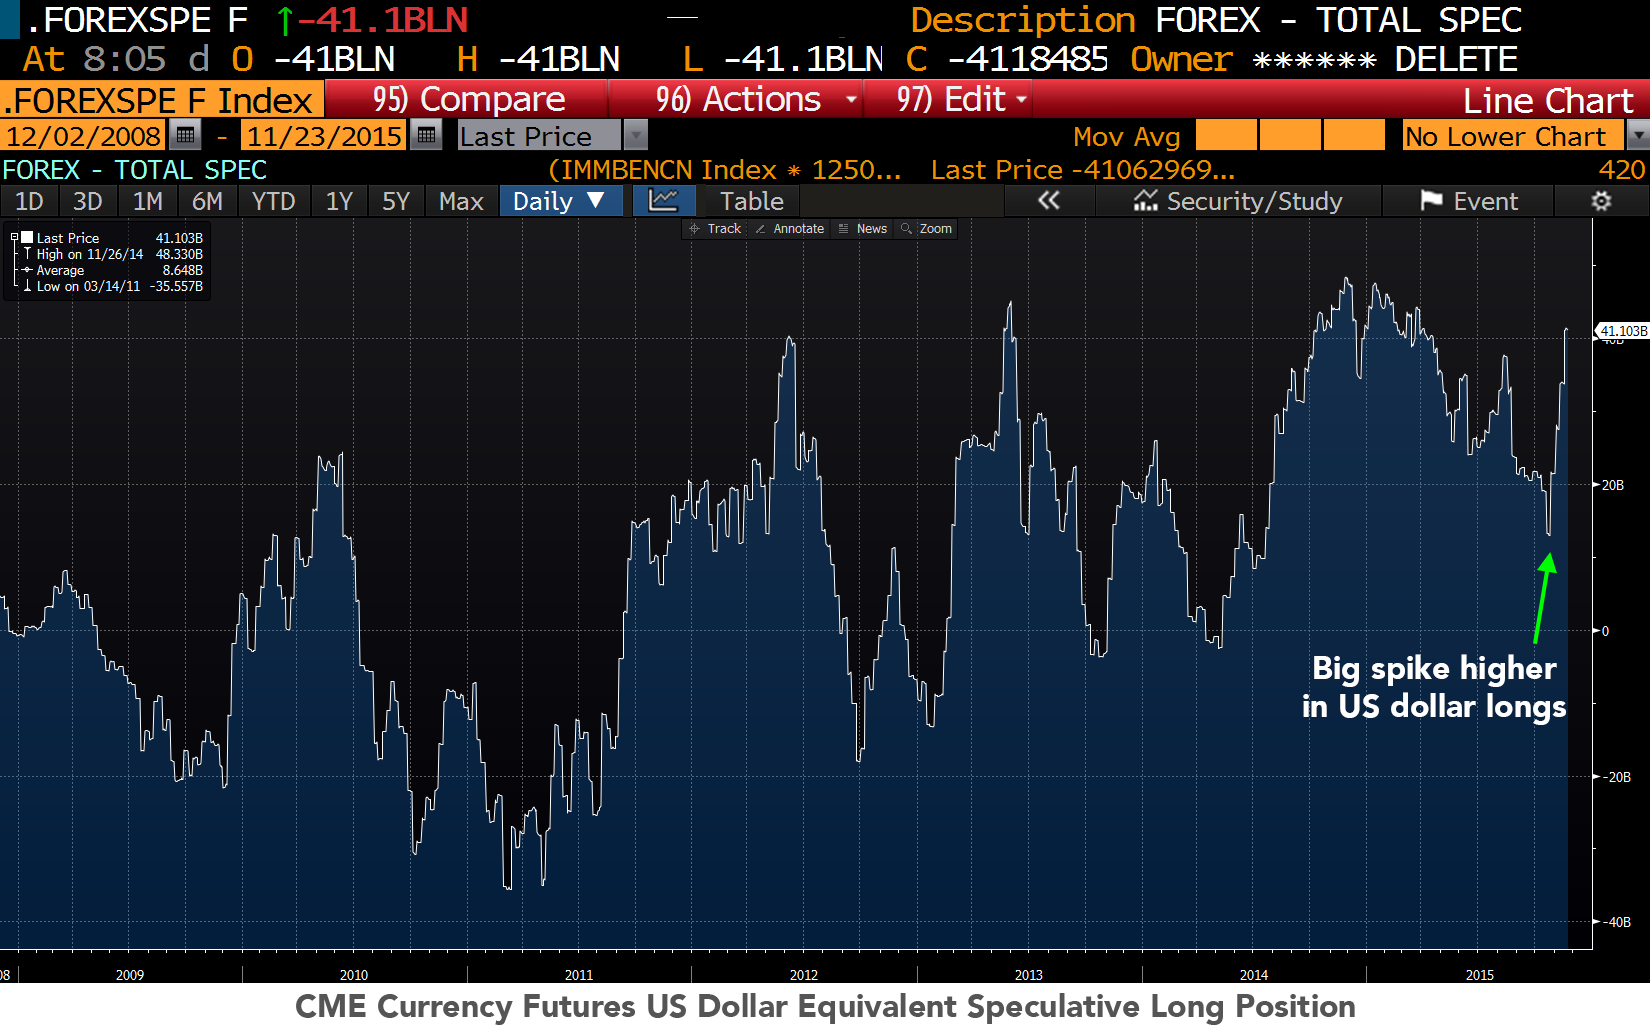 .FOREXSPE F ↑-41.1BLN — Description FOREX - TOTAL SPEC
At 8:05 d O -41BLN H -41BLN L -41.1BLN C -4118485 Owner ****** DELETE
.FOREXSPE F Index 95) Compare 96) Actions 97) Edit Line Chart
12/02/2008 - 11/23/2015 Last Price Mov Avg No Lower Chart
FOREX - TOTAL SPEC (IMMBENCN Index * 1250... Last Price -41062969... 420
1D 3D 1M 6M YTD 1Y 5Y Max Daily ▼ Table « Security/Study Event
Track Annotate News Zoom
Last Price 41.103B
High on 11/26/14 48.330B
Average 8.648B
Low on 03/14/11 -35.557B
41.103B
40B
20B
0
Big spike higher
in US dollar longs
-20B
-40B
08 2009 2010 2011 2012 2013 2014 2015
CME Currency Futures US Dollar Equivalent Speculative Long Position